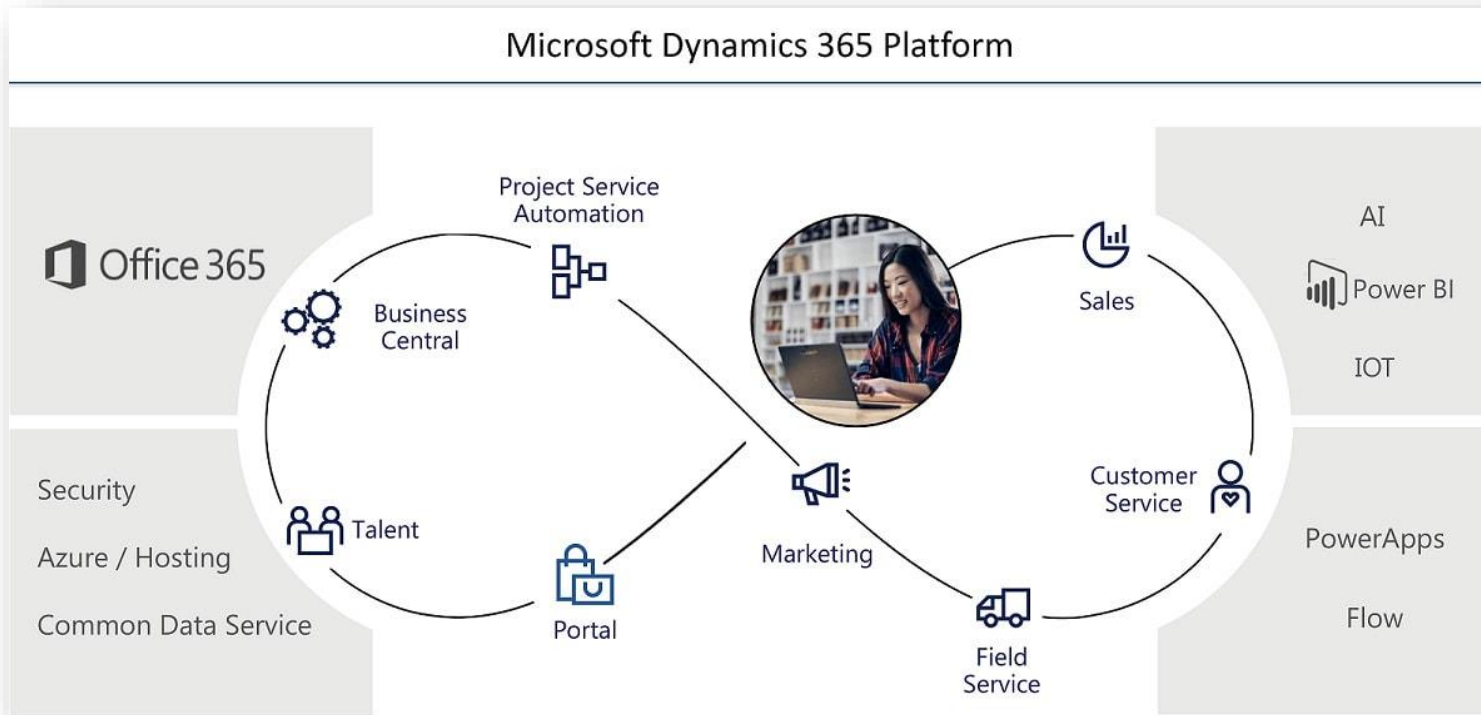 Microsoft Dynamics 365 Platform
Office 365
Security
Azure / Hosting
Common Data Service
Project Service
Automation
Business
Central
Talent
Portal
Marketing
Sales
Customer
Service
Field
Service
AI
Power BI
IOT
PowerApps
Flow